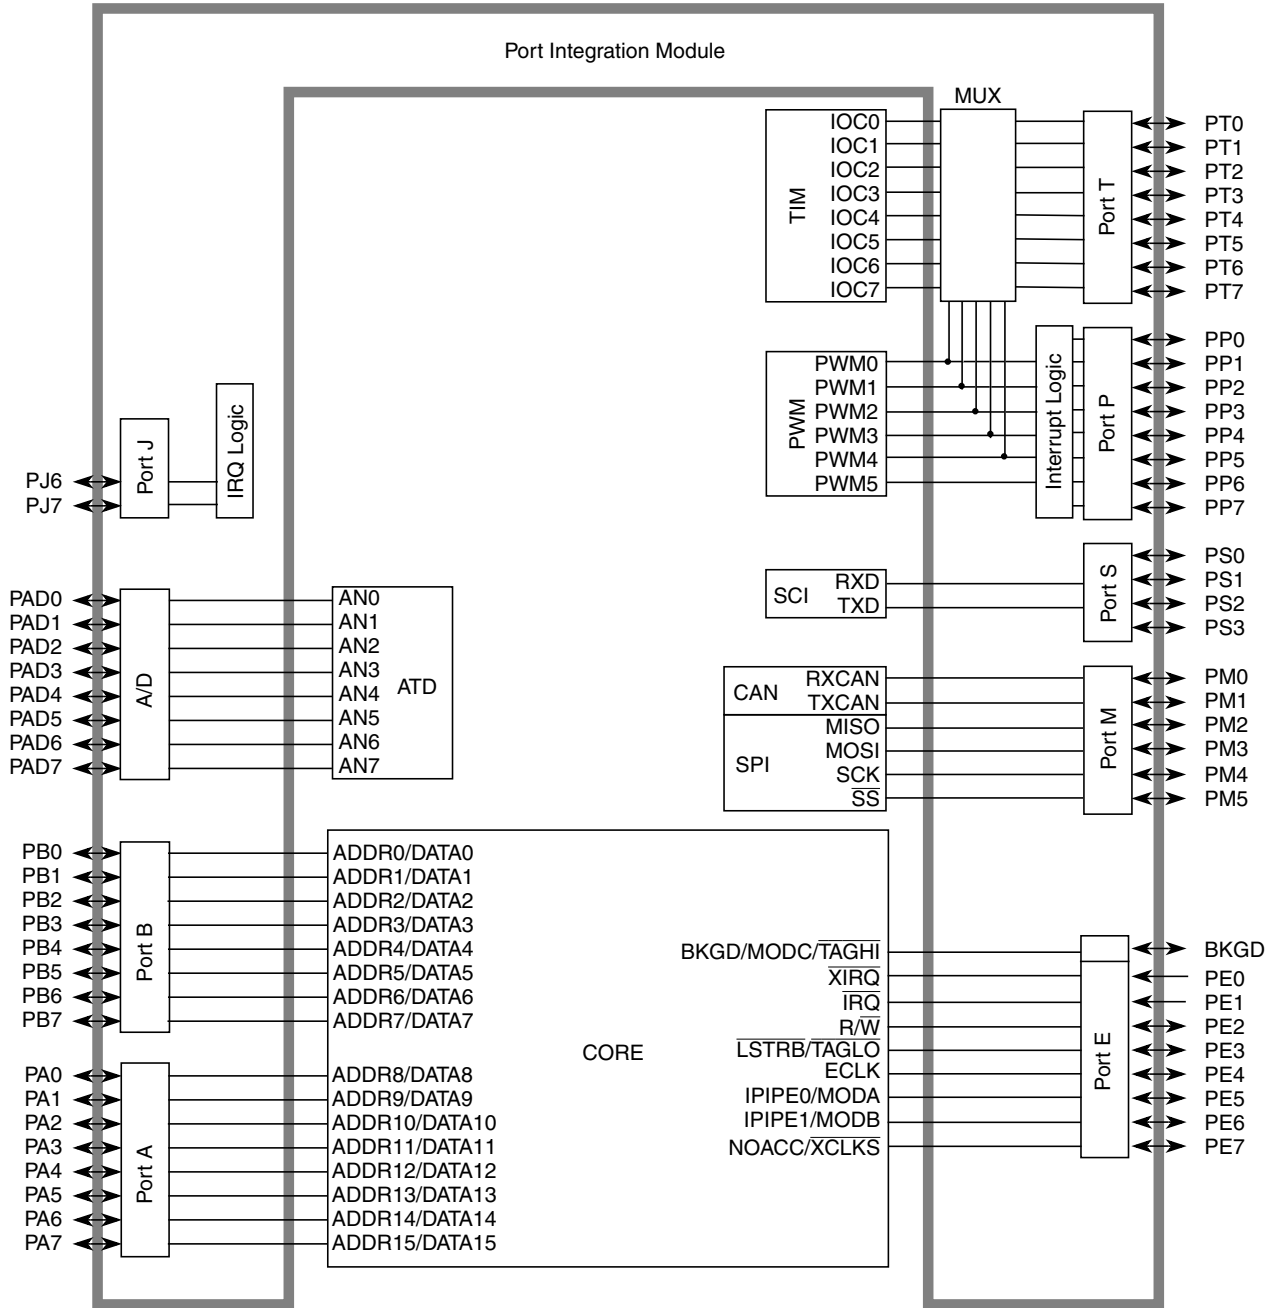 Port Integration Module
MUX
TIM
IOC0
IOC1
IOC2
IOC3
IOC4
IOC5
IOC6
IOC7
Port T
PT0
PT1
PT2
PT3
PT4
PT5
PT6
PT7
PWM
PWM0
PWM1
PWM2
PWM3
PWM4
PWM5
Interrupt Logic
Port P
PP0
PP1
PP2
PP3
PP4
PP5
PP6
PP7
PJ6
PJ7
Port J
IRQ Logic
SCI
RXD
TXD
Port S
PS0
PS1
PS2
PS3
PAD0
PAD1
PAD2
PAD3
PAD4
PAD5
PAD6
PAD7
A/D
AN0
AN1
AN2
AN3
AN4
AN5
AN6
AN7
ATD
CAN
RXCAN
TXCAN
SPI
MISO
MOSI
SCK
S̅S̅
Port M
PM0
PM1
PM2
PM3
PM4
PM5
PB0
PB1
PB2
PB3
PB4
PB5
PB6
PB7
Port B
ADDR0/DATA0
ADDR1/DATA1
ADDR2/DATA2
ADDR3/DATA3
ADDR4/DATA4
ADDR5/DATA5
ADDR6/DATA6
ADDR7/DATA7
PA0
PA1
PA2
PA3
PA4
PA5
PA6
PA7
Port A
ADDR8/DATA8
ADDR9/DATA9
ADDR10/DATA10
ADDR11/DATA11
ADDR12/DATA12
ADDR13/DATA13
ADDR14/DATA14
ADDR15/DATA15
CORE
BKGD/MODC/T̅A̅G̅H̅I̅
X̅I̅R̅Q̅
I̅R̅Q̅
R/W̅
L̅S̅T̅R̅B̅/T̅A̅G̅L̅O̅
ECLK
IPIPE0/MODA
IPIPE1/MODB
NOACC/X̅C̅L̅K̅S̅
Port E
BKGD
PE0
PE1
PE2
PE3
PE4
PE5
PE6
PE7